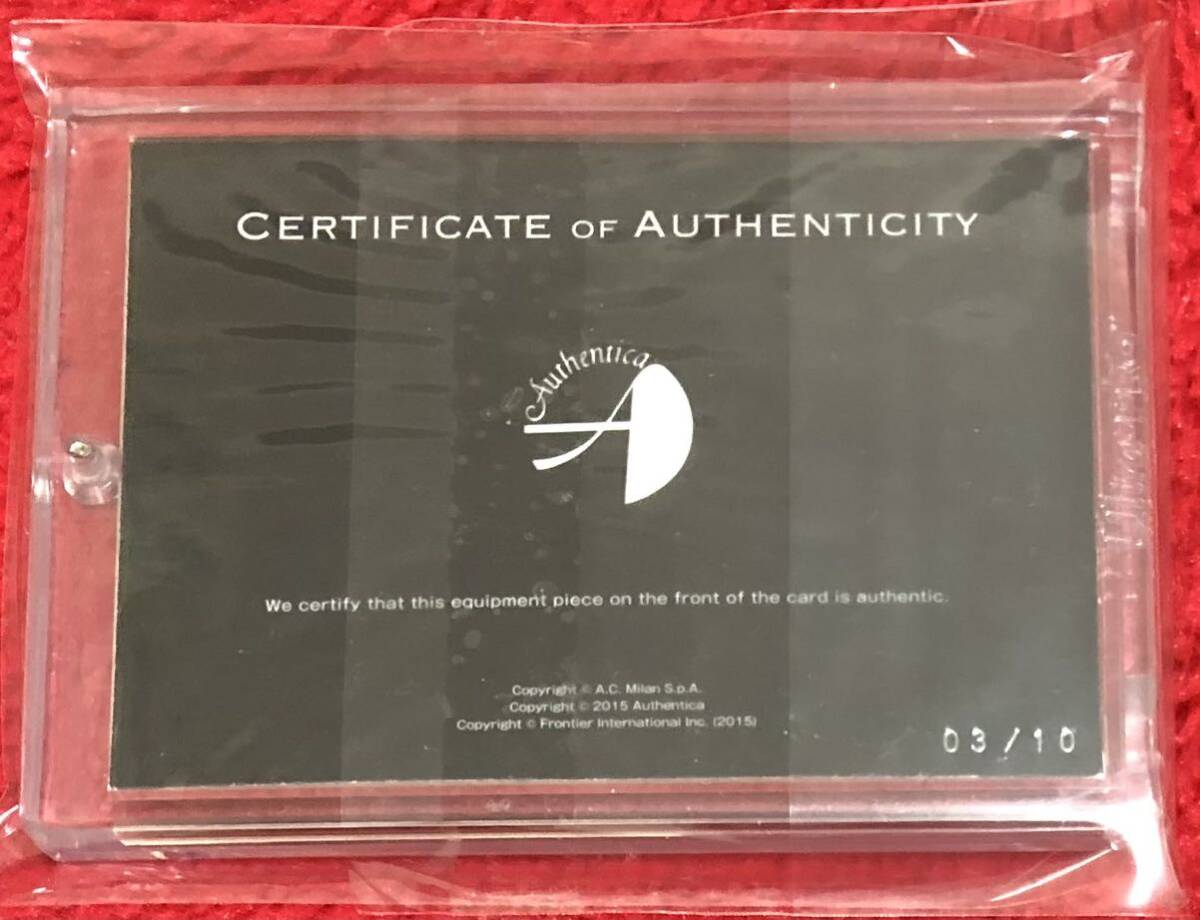 CERTIFICATE OF AUTHENTICITY
Authentica
We certify that this equipment piece on the front of the card is authentic.
Copyright © A.C. Milan S.p.A.
Copyright © 2015 Authentica
Copyright © Frontier International Inc. (2015)
03/10